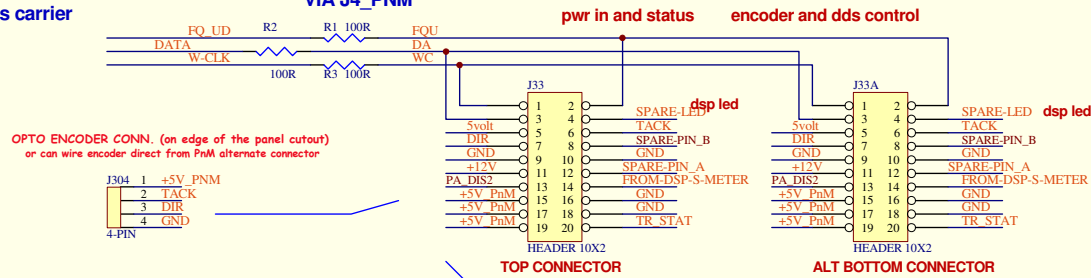 s carrier
VIA J4_PNM
pwr in and status encoder and dds control
FQ_UD R2 R1 100R FQU
DATA DA
W-CLK WC
100R R3 100R
OPTO ENCODER CONN. (on edge of the panel cutout)
or can wire encoder direct from PnM alternate connector
J304
1 +5V_PNM
2 TACK
3 DIR
4 GND
4-PIN
J33
dsp led
1 2
3 4 SPARE-LED
5volt 5 6 TACK
DIR 7 8 SPARE-PIN_B
GND 9 10 GND
+12V 11 12 SPARE-PIN_A
PA_DIS2 13 14 FROM-DSP-S-METER
+5V_PnM 15 16 GND
+5V_PnM 17 18 GND
+5V_PnM 19 20 TR_STAT
HEADER 10X2
TOP CONNECTOR
J33A
1 2
3 4 SPARE-LED dsp led
5volt 5 6 TACK
DIR 7 8 SPARE-PIN_B
GND 9 10 GND
+12V 11 12 SPARE-PIN_A
PA_DIS2 13 14 FROM-DSP-S-METER
+5V_PnM 15 16 GND
+5V_PnM 17 18 GND
+5V_PnM 19 20 TR_STAT
HEADER 10X2
ALT BOTTOM CONNECTOR